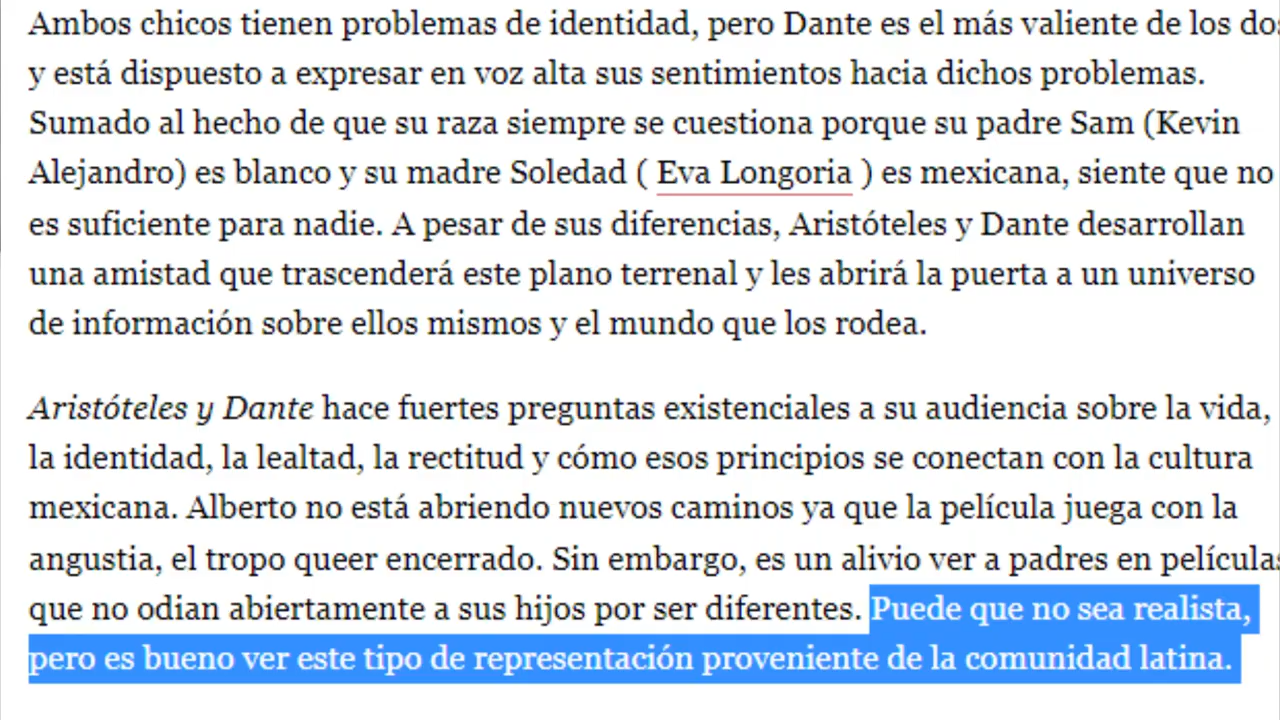 Ambos chicos tienen problemas de identidad, pero Dante es el más valiente de los dos
y está dispuesto a expresar en voz alta sus sentimientos hacia dichos problemas.
Sumado al hecho de que su raza siempre se cuestiona porque su padre Sam (Kevin
Alejandro) es blanco y su madre Soledad ( Eva Longoria ) es mexicana, siente que no
es suficiente para nadie. A pesar de sus diferencias, Aristóteles y Dante desarrollan
una amistad que trascenderá este plano terrenal y les abrirá la puerta a un universo
de información sobre ellos mismos y el mundo que los rodea.
Aristóteles y Dante hace fuertes preguntas existenciales a su audiencia sobre la vida,
la identidad, la lealtad, la rectitud y cómo esos principios se conectan con la cultura
mexicana. Alberto no está abriendo nuevos caminos ya que la película juega con la
angustia, el tropo queer encerrado. Sin embargo, es un alivio ver a padres en películas
que no odian abiertamente a sus hijos por ser diferentes. Puede que no sea realista,
pero es bueno ver este tipo de representación proveniente de la comunidad latina.